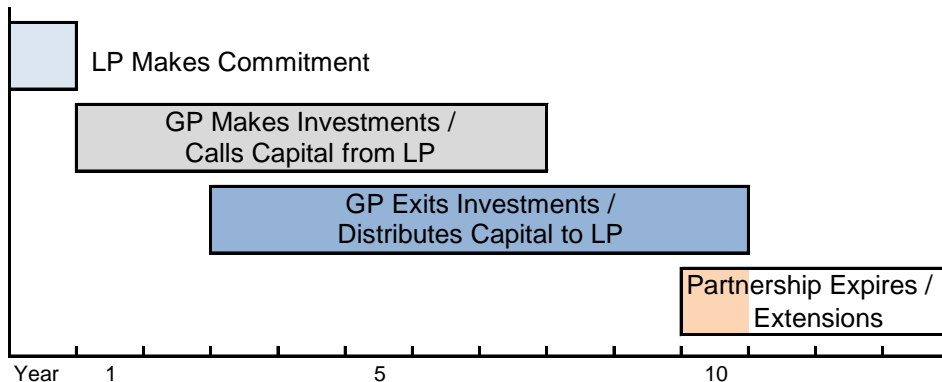 LP Makes Commitment
GP Makes Investments /
Calls Capital from LP
GP Exits Investments /
Distributes Capital to LP
Partnership Expires /
Extensions
Year 1 5 10